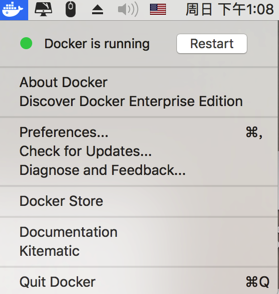 周日 下午1:08
Docker is running Restart
About Docker
Discover Docker Enterprise Edition
Preferences... ⌘,
Check for Updates...
Diagnose and Feedback...
Docker Store
Documentation
Kitematic
Quit Docker ⌘Q